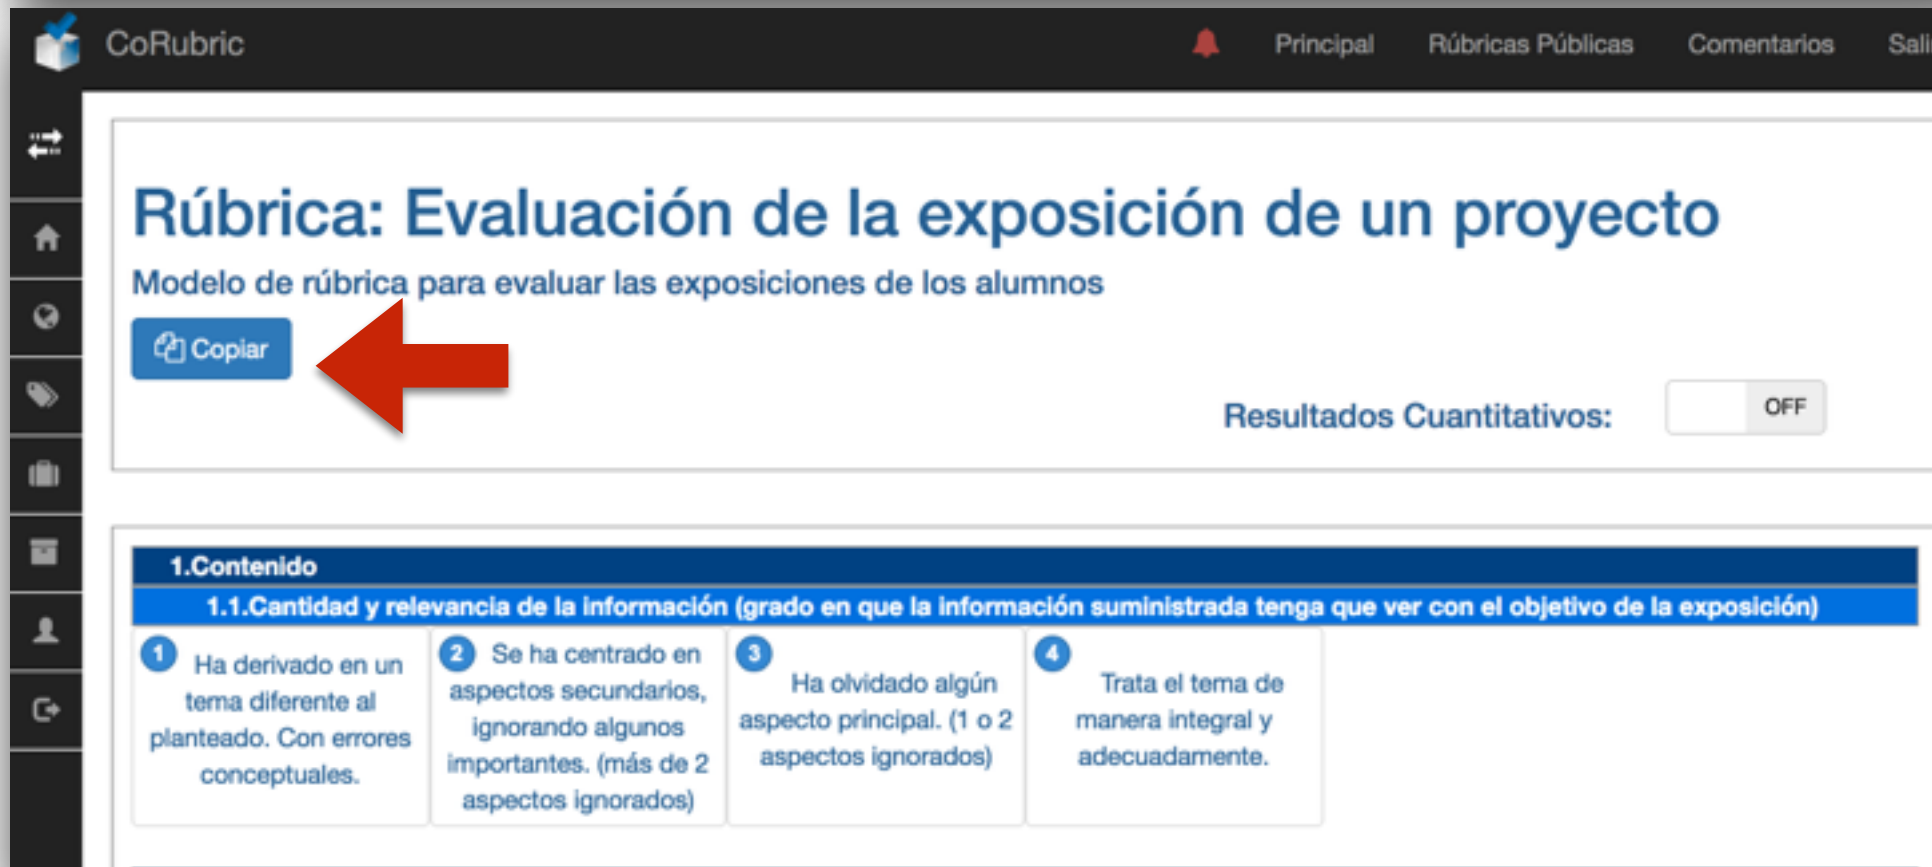 CoRubric
Principal
Rúbricas Públicas
Comentarios
Rúbrica: Evaluación de la exposición de un proyecto
Modelo de rúbrica para evaluar las exposiciones de los alumnos
Copiar
Resultados Cuantitativos:
OFF
1.Contenido
1.1.Cantidad y relevancia de la información (grado en que la información suministrada tenga que ver con el objetivo de la exposición)
1
Ha derivado en un
tema diferente al
planteado. Con errores
conceptuales.
2
Se ha centrado en
aspectos secundarios,
ignorando algunos
importantes. (más de 2
aspectos ignorados)
3
Ha olvidado algún
aspecto principal. (1 o 2
aspectos ignorados)
4
Trata el tema de
manera integral y
adecuadamente.